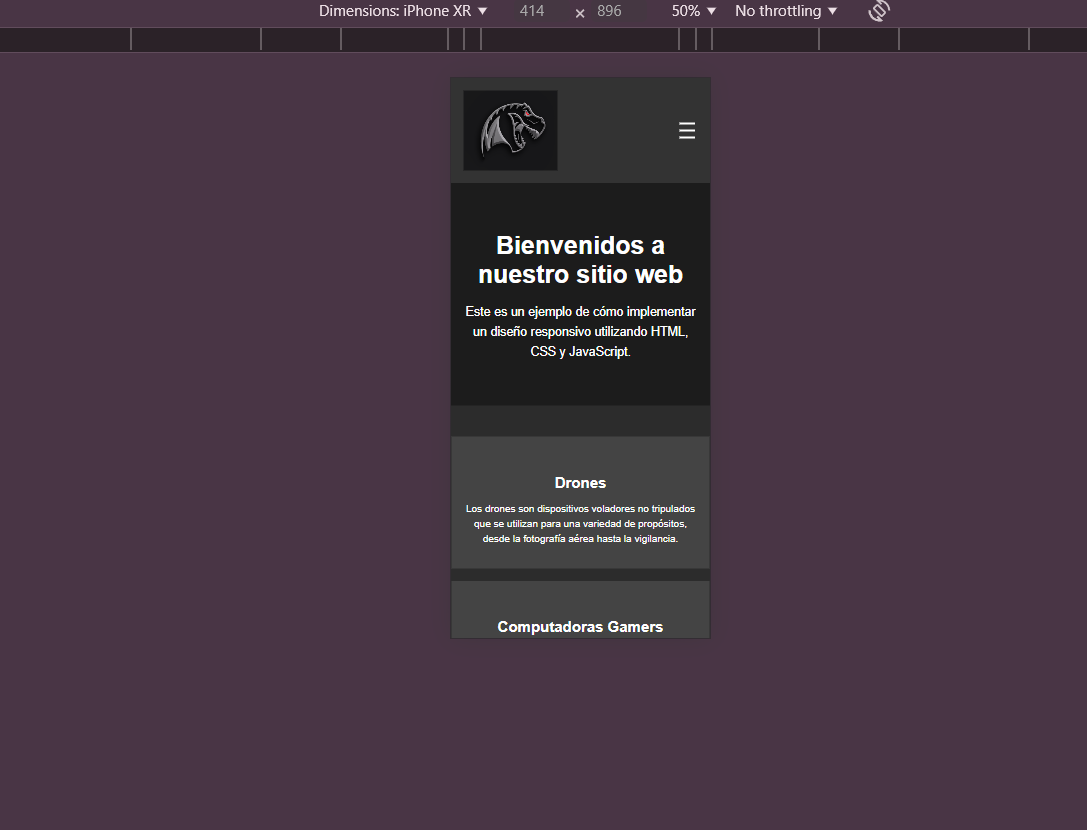 Dimensions: iPhone XR ▼ 414 × 896 50% ▼ No throttling ▼
Bienvenidos a
nuestro sitio web
Este es un ejemplo de cómo implementar
un diseño responsivo utilizando HTML,
CSS y JavaScript.
Drones
Los drones son dispositivos voladores no tripulados
que se utilizan para una variedad de propósitos,
desde la fotografía aérea hasta la vigilancia.
Computadoras Gamers